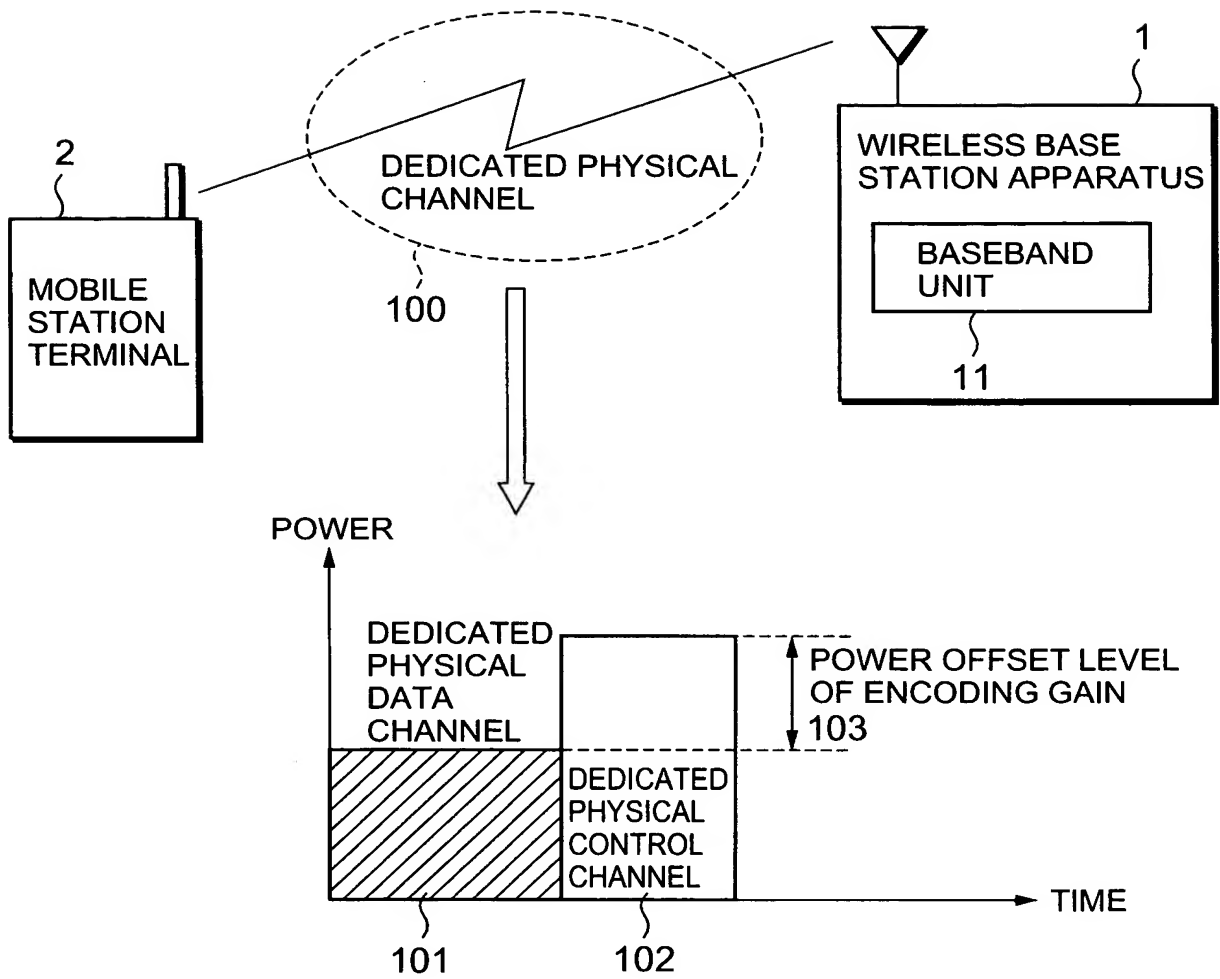 1
2
WIRELESS BASE
STATION APPARATUS
DEDICATED PHYSICAL
CHANNEL
BASEBAND
UNIT
MOBILE
STATION
TERMINAL
100
11
POWER
DEDICATED
PHYSICAL
DATA
CHANNEL
POWER OFFSET LEVEL
OF ENCODING GAIN
103
DEDICATED
PHYSICAL
CONTROL
CHANNEL
TIME
101
102